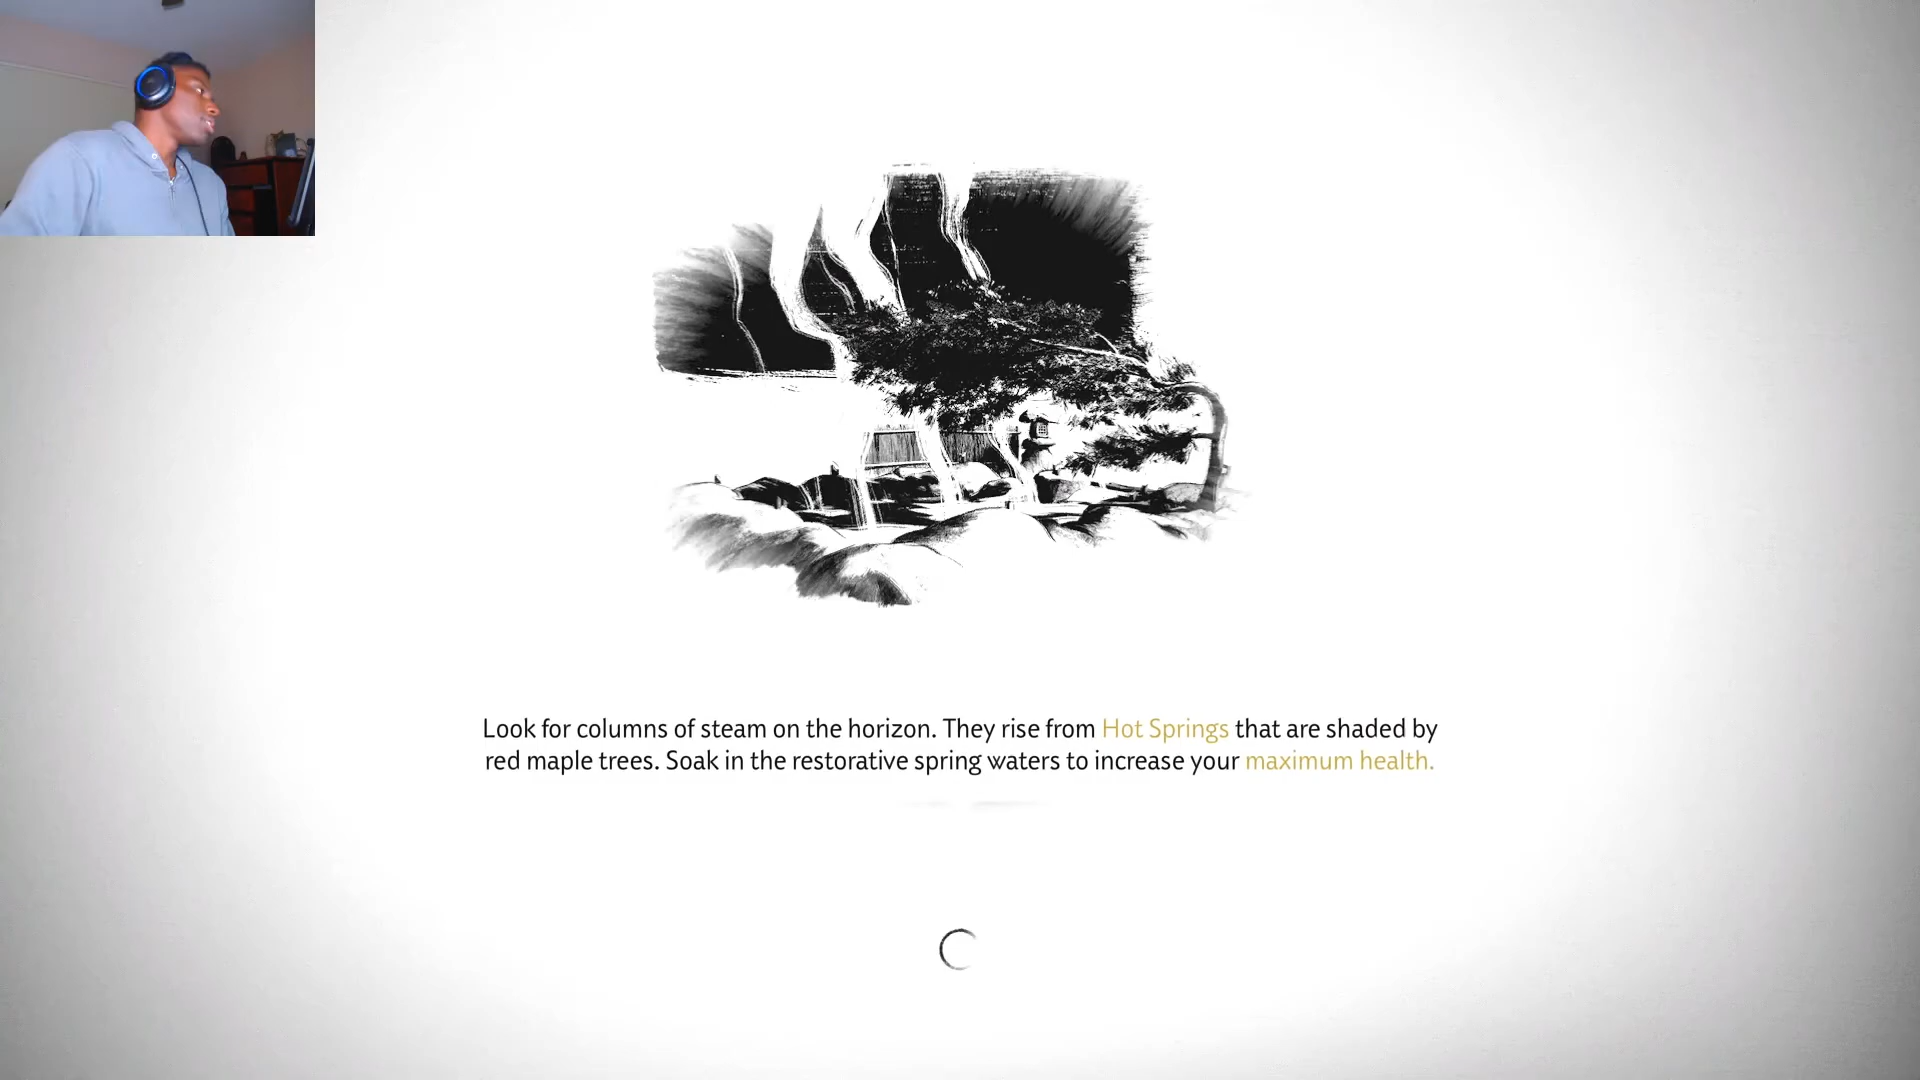 Look for columns of steam on the horizon. They rise from Hot Springs that are shaded by
red maple trees. Soak in the restorative spring waters to increase your maximum health.